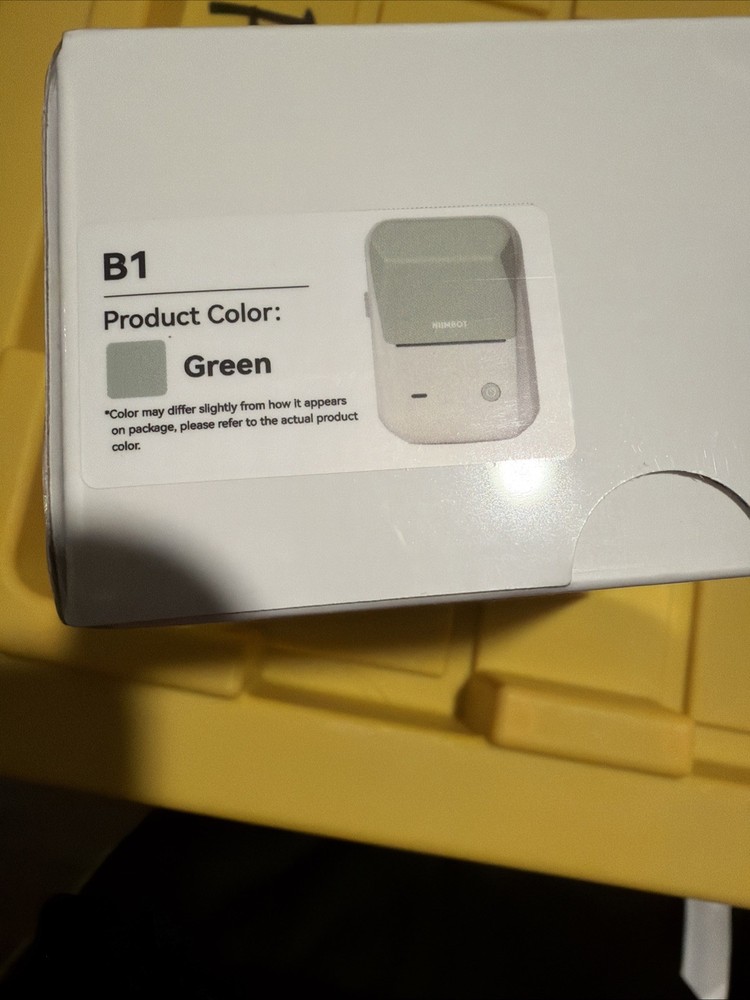 B1
Product Color:
Green
*Color may differ slightly from how it appears
on package, please refer to the actual product
color.
NIIMBOT